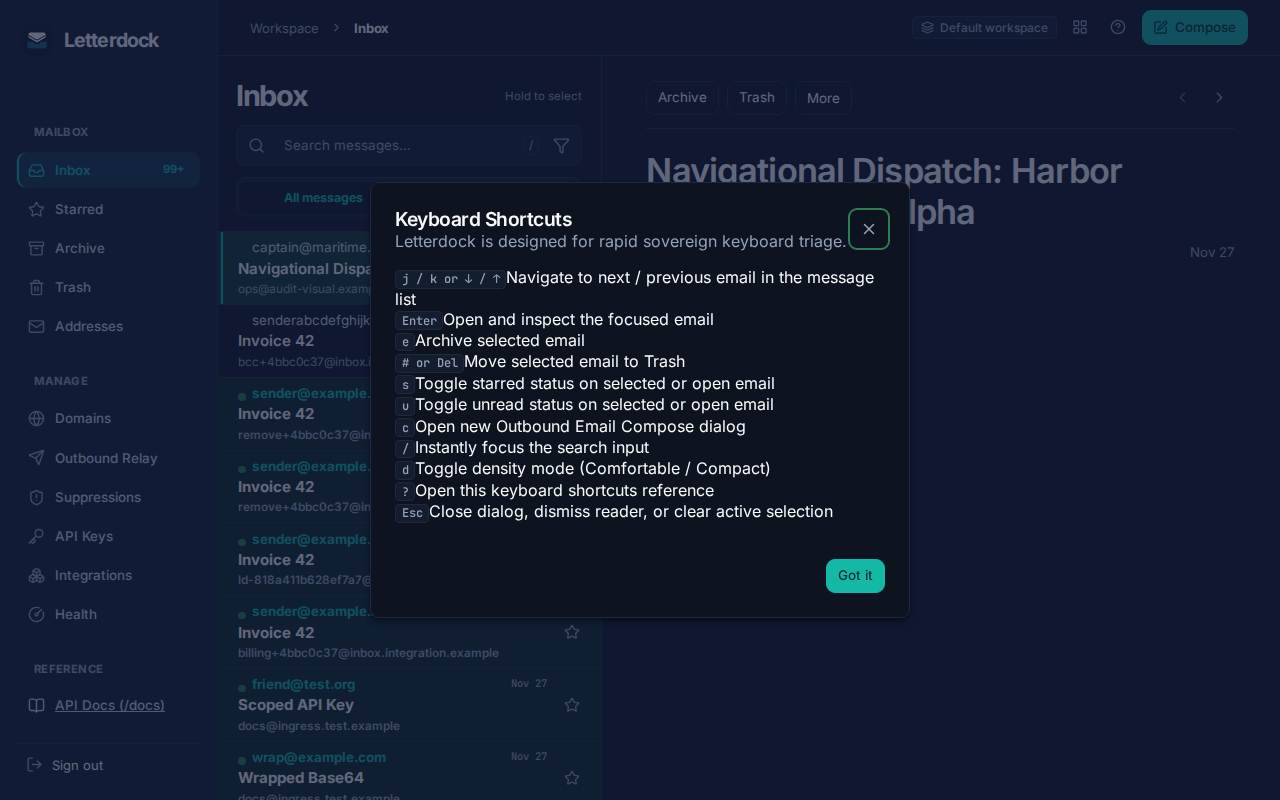 Letterdock
Workspace
Inbox
Default workspace
Compose
MAILBOX
Inbox 99+
Starred
Archive
Trash
Addresses
MANAGE
Domains
Outbound Relay
Suppressions
API Keys
Integrations
Health
REFERENCE
API Docs (/docs)
Sign out
Inbox
Hold to select
Search messages... /
All messages
captain@maritime.
Navigational Dispa
ops@audit-visual.exam
senderabcdefghijk
Invoice 42
bcc+4bbc0c37@inbox.i
sender@example.
Invoice 42
remove+4bbc0c37@in
sender@example.
Invoice 42
remove+4bbc0c37@in
sender@example.
Invoice 42
ld-818a411b628ef7a7@
sender@example.
Invoice 42
billing+4bbc0c37@inbox.integration.example
friend@test.org Nov 27
Scoped API Key
docs@ingress.test.example
wrap@example.com Nov 27
Wrapped Base64
docs@ingress.test.example
Archive
Trash
More
Navigational Dispatch: Harbor
lpha
Nov 27
Keyboard Shortcuts
Letterdock is designed for rapid sovereign keyboard triage.
j / k or ↓ / ↑ Navigate to next / previous email in the message
list
Enter Open and inspect the focused email
e Archive selected email
# or Del Move selected email to Trash
s Toggle starred status on selected or open email
u Toggle unread status on selected or open email
c Open new Outbound Email Compose dialog
/ Instantly focus the search input
d Toggle density mode (Comfortable / Compact)
? Open this keyboard shortcuts reference
Esc Close dialog, dismiss reader, or clear active selection
Got it